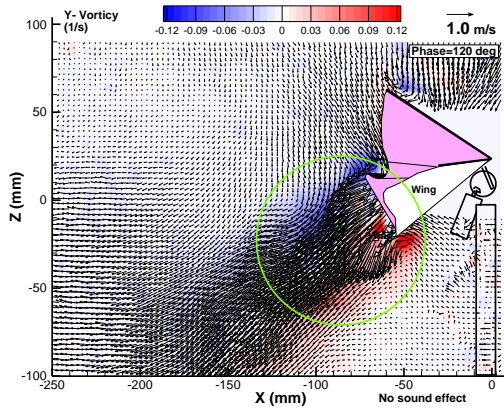 Y- Vorticy
(1/s)
-0.12 -0.09 -0.06 -0.03 0.00 0.03 0.06 0.09 0.12
1.0 m/s
Phase=120 deg
100
50
0
-50
-100
Z (mm)
Wing
-250 -200 -150 -100 -50 0
X (mm)
No sound effect